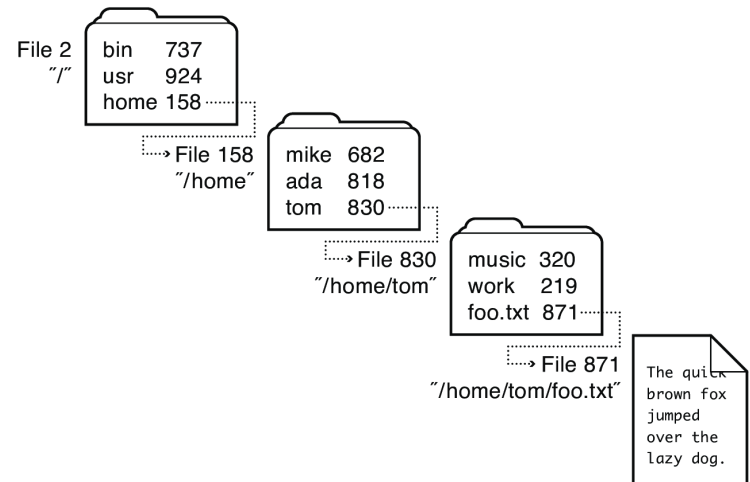 File 2
"/"
bin 737
usr 924
home 158
File 158
"/home"
mike 682
ada 818
tom 830
File 830
"/home/tom"
music 320
work 219
foo.txt 871
File 871
"/home/tom/foo.txt"
The quick
brown fox
jumped
over the
lazy dog.